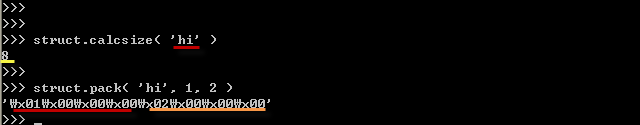 >>>
>>>
>>> struct.calcsize( 'hi' )
8
>>>
>>> struct.pack( 'hi', 1, 2 )
'₩x01₩x00₩x00₩x00₩x02₩x00₩x00₩x00'
>>> _